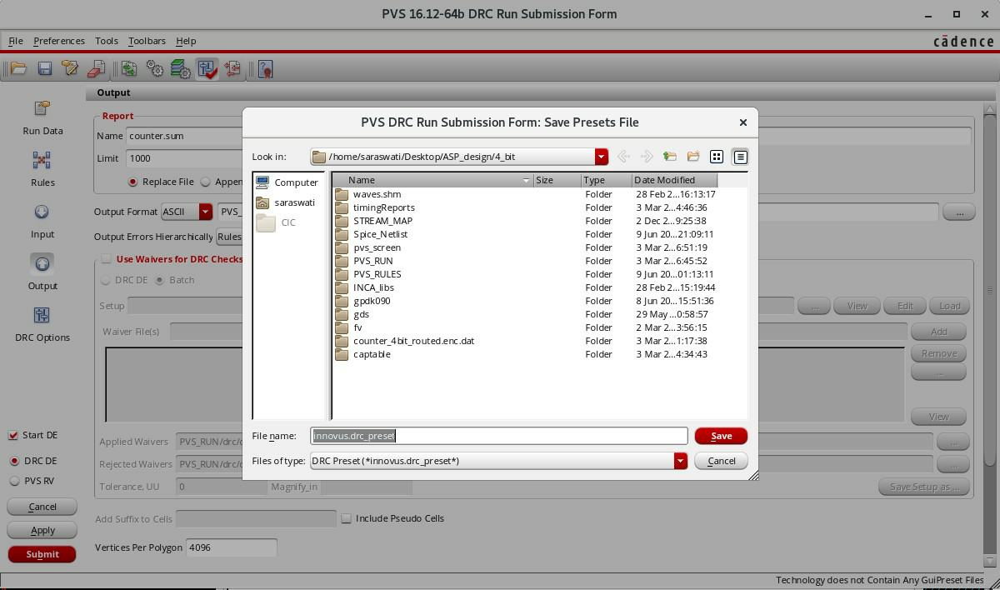 PVS 16.12-64b DRC Run Submission Form
File Preferences Tools Toolbars Help
cādence
Output
Run Data
Rules
Input
Output
DRC Options
Report
Name counter.sum
Limit 1000
Replace File Appen
Output Format ASCII PVS_ ...
Output Errors Hierarchically Rules
Use Waivers for DRC Checks
DRC DE Batch
Setup ... View Edit Load
Waiver File(s) Add
Remove
...
View
Applied Waivers PVS_RUN/drc/c ...
Rejected Waivers PVS_RUN/drc/c ...
Tolerance, UU 0 Magnify_in Save Setup as ...
Add Suffix to Cells Include Pseudo Cells
Vertices Per Polygon 4096
Start DE
DRC DE
PVS RV
Cancel
Apply
Submit
PVS DRC Run Submission Form: Save Presets File
Look in: /home/saraswati/Desktop/ASP_design/4_bit
Computer
saraswati
CIC
Name Size Type Date Modified
waves.shm Folder 28 Feb 2...16:13:17
timingReports Folder 3 Mar 2...4:46:36
STREAM_MAP Folder 2 Dec 2...9:25:38
Spice_Netlist Folder 9 Jun 20...21:09:11
pvs_screen Folder 3 Mar 2...6:51:19
PVS_RUN Folder 3 Mar 2...6:45:52
PVS_RULES Folder 9 Jun 20...01:13:11
INCA_libs Folder 28 Feb 2...15:19:44
gpdk090 Folder 8 Jun 20...15:51:36
gds Folder 29 May ...0:58:57
fv Folder 2 Mar 2...3:56:15
counter_4bit_routed.enc.dat Folder 3 Mar 2...1:17:38
captable Folder 3 Mar 2...4:34:43
File name: innovus.drc_preset Save
Files of type: DRC Preset (*innovus.drc_preset*) Cancel
Technology does not Contain Any GuiPreset Files